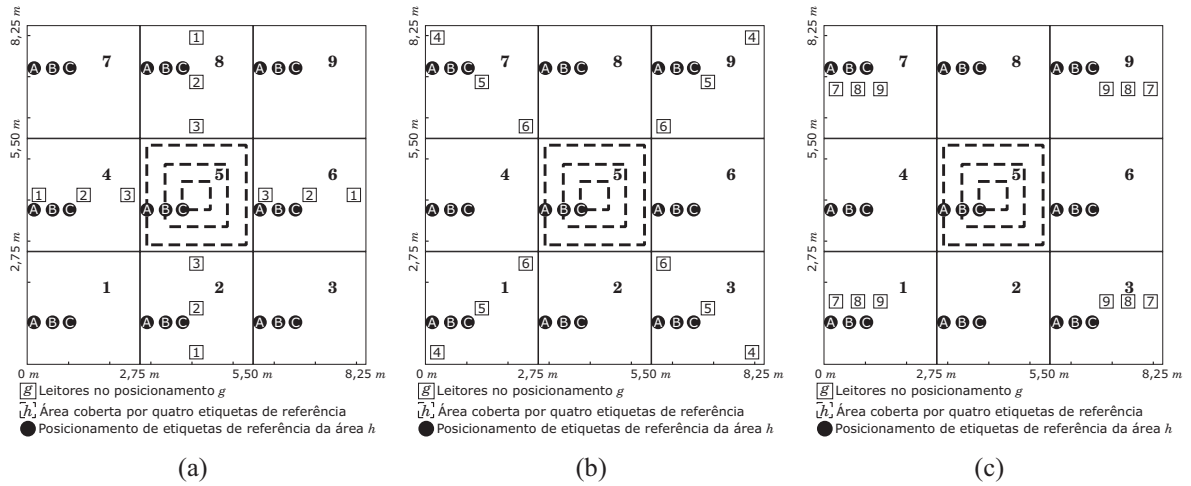 8,25 m
7 8 9
1
2
3
A B C A B C A B C
5,50 m
4 5 6
1 2 3 3 2 1
A B C A B C A B C
2,75 m
1 2 3
3
2
1
A B C A B C A B C
0 m 2,75 m 5,50 m 8,25 m
g Leitores no posicionamento g
h Área coberta por quatro etiquetas de referência
Posicionamento de etiquetas de referência da área h
(a)
8,25 m
4 4
7 8 9
A B C A B C A B C
5 5
6 6
5,50 m
4 5 6
A B C A B C A B C
2,75 m
6 6
1 2 3
5 5
A B C A B C A B C
4 4
0 m 2,75 m 5,50 m 8,25 m
g Leitores no posicionamento g
h Área coberta por quatro etiquetas de referência
Posicionamento de etiquetas de referência da área h
(b)
8,25 m
7 8 9
A B C A B C A B C
7 8 9 9 8 7
5,50 m
4 5 6
A B C A B C A B C
2,75 m
1 2 3
7 8 9 9 8 7
A B C A B C A B C
0 m 2,75 m 5,50 m 8,25 m
g Leitores no posicionamento g
h Área coberta por quatro etiquetas de referência
Posicionamento de etiquetas de referência da área h
(c)